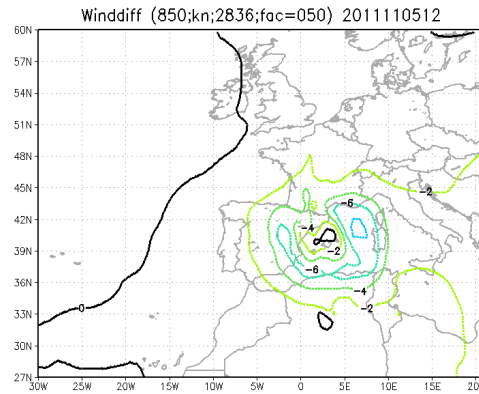 Winddiff (850;kn;2836;fac=050) 2011110512
60N
57N
54N
51N
48N
45N
42N
39N
36N
33N
30N
27N
-2
-6
-4
-2
-6
-4
-2
0
30W 25W 20W 15W 10W 5W 0 5E 10E 15E 20E